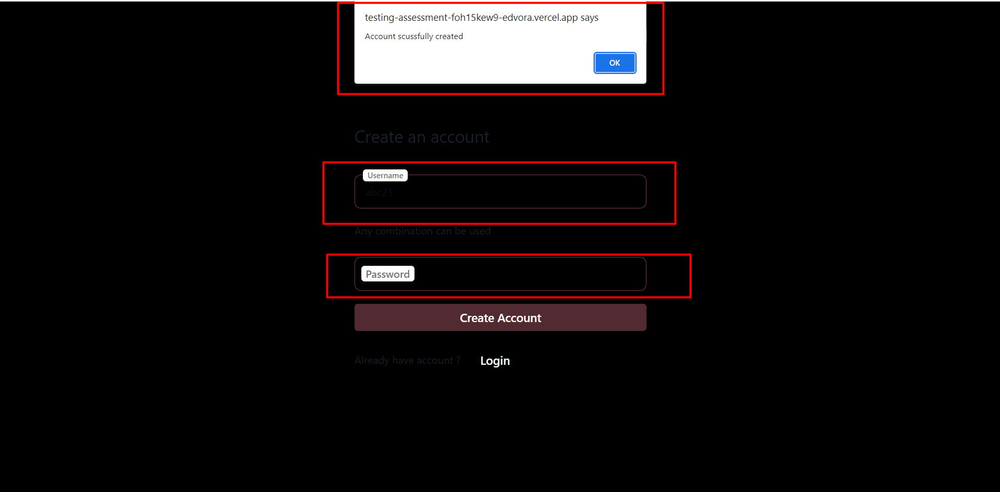 testing-assessment-foh15kew9-edvora.vercel.app says
Account scussfully created
OK
Create an account
Username
abc21
Any combination can be used
Password
Create Account
Already have account ?
Login